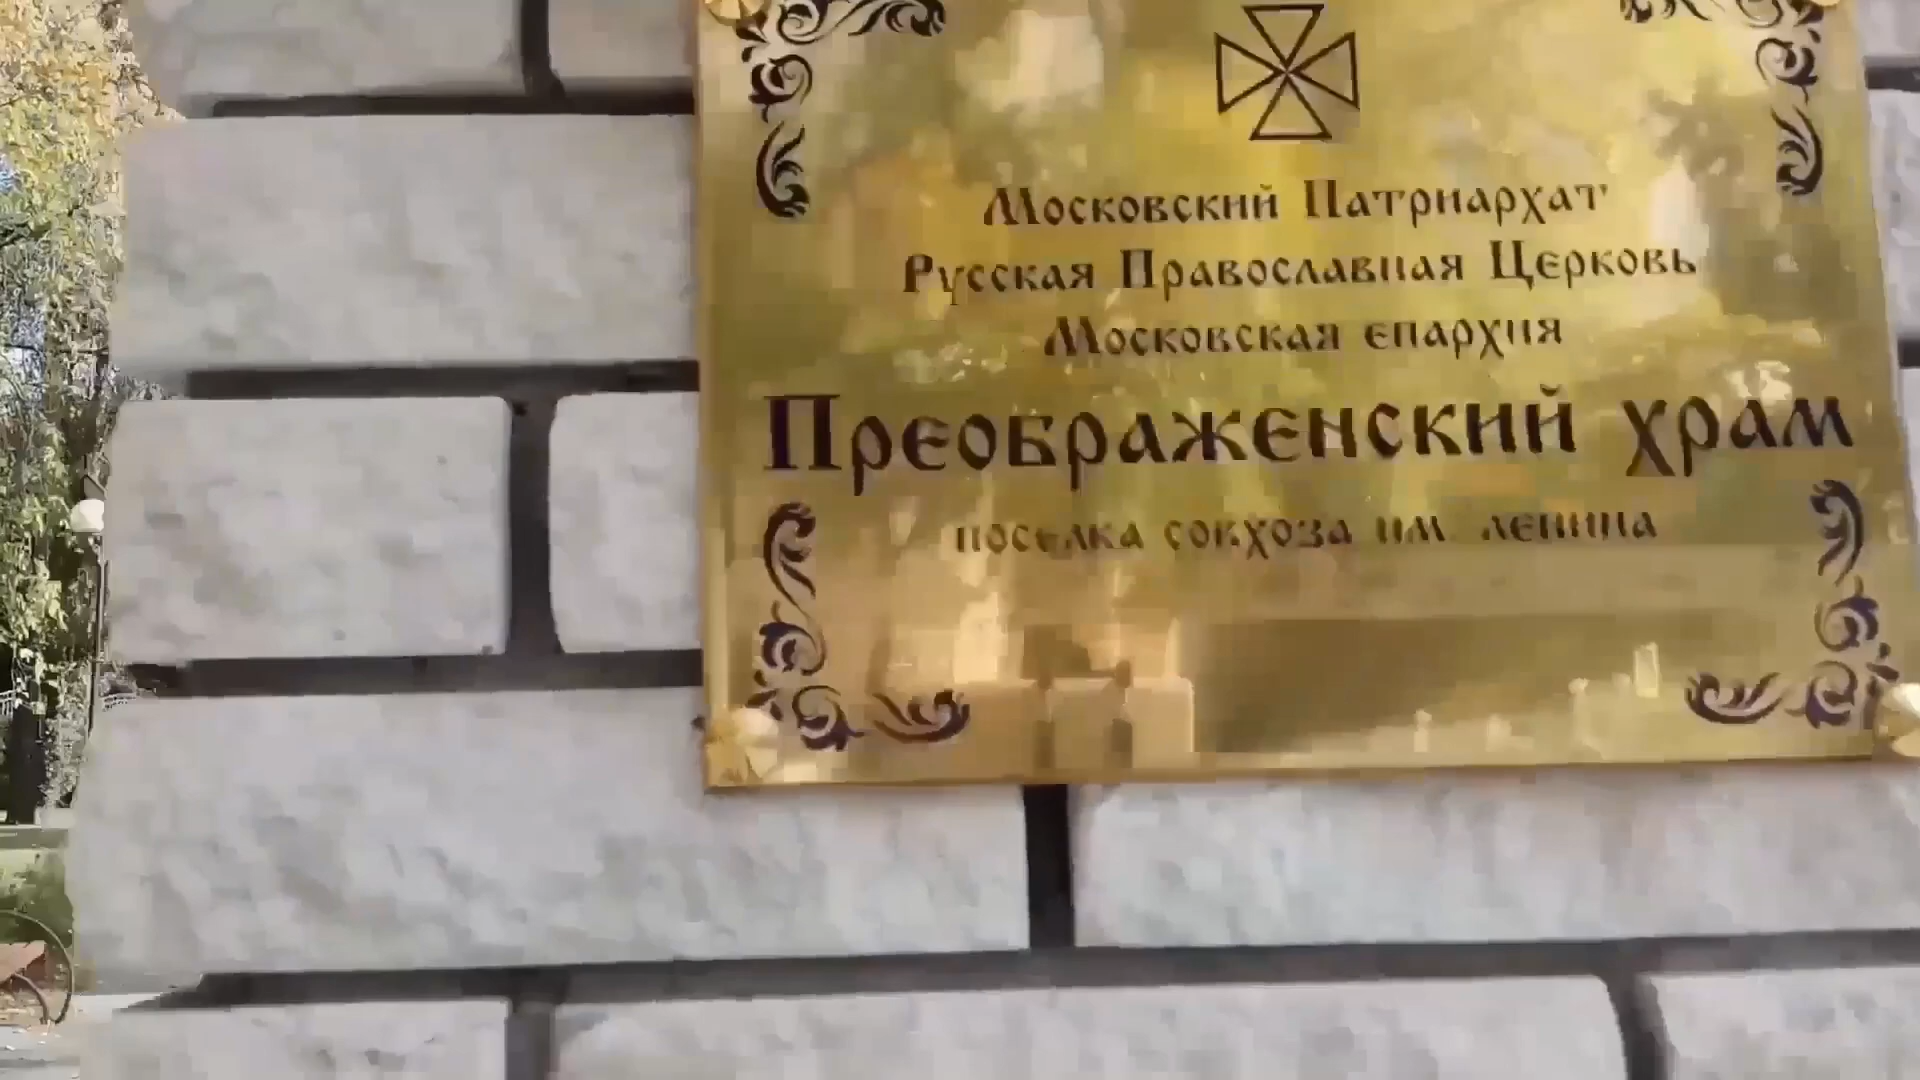 Московский Патриархат
Русская Православная Церковь
Московская епархия
Преображенский храм
поселка совхоза им. Ленина